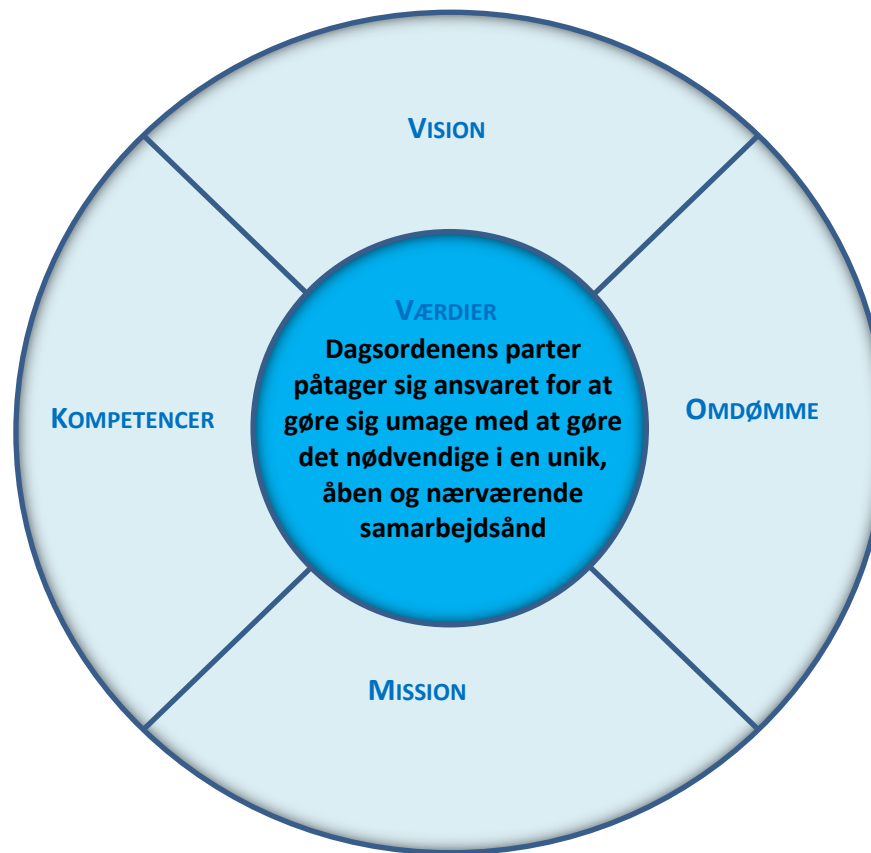 VISION
VÆRDIER
Dagsordenens parter
påtager sig ansvaret for at
gøre sig umage med at gøre
det nødvendige i en unik,
åben og nærværende
samarbejdsånd
KOMPETENCER
OMDØMME
MISSION